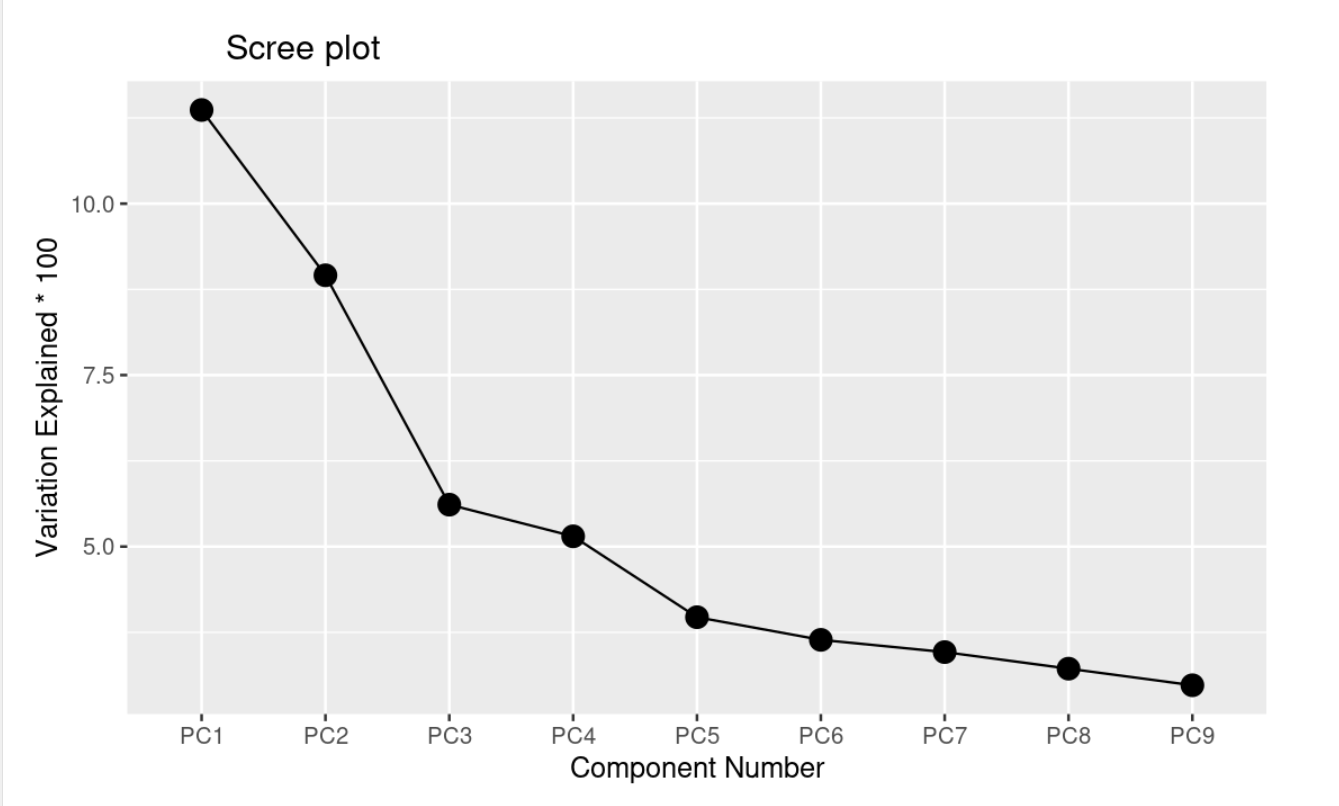 Scree plot
Variation Explained * 100
10.0
7.5
5.0
PC1 PC2 PC3 PC4 PC5 PC6 PC7 PC8 PC9
Component Number